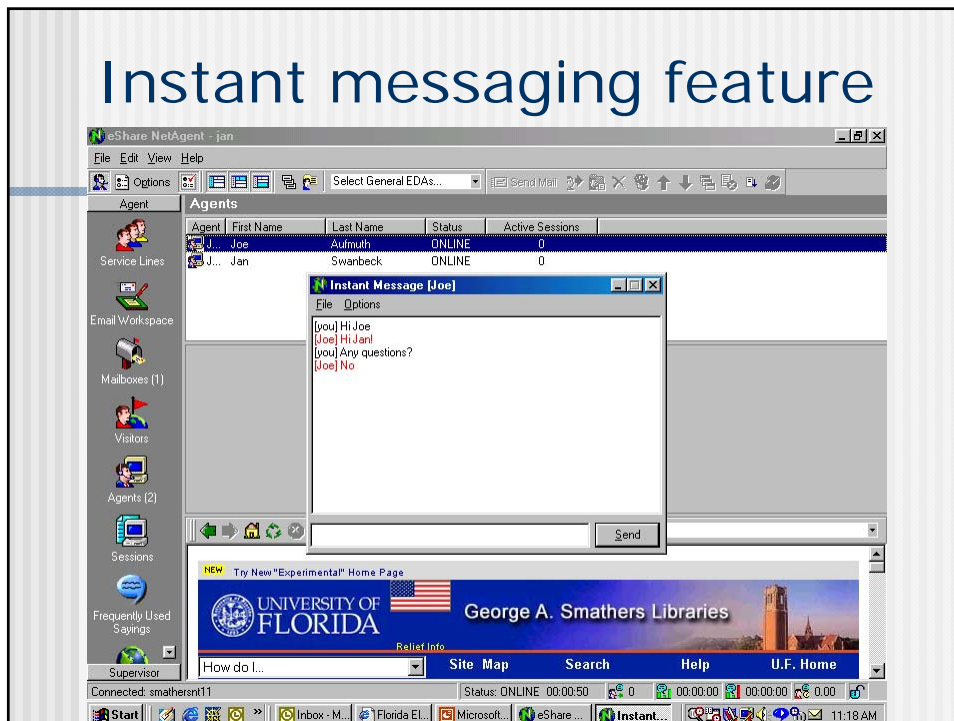 Instant messaging feature
eShare NetAgent - jan
File Edit View Help
Options Select General EDAs... Send Mail
Agent
Agents
Agent First Name Last Name Status Active Sessions
J... Joe Aufmuth ONLINE 0
J... Jan Swanbeck ONLINE 0
Service Lines
Email Workspace
Mailboxes (1)
Visitors
Agents (2)
Sessions
Frequently Used
Sayings
Supervisor
Instant Message [Joe]
File Options
[you] Hi Joe
[Joe] Hi Jan!
[you] Any questions?
[Joe] No
Send
NEW Try New "Experimental" Home Page
UNIVERSITY OF
FLORIDA
George A. Smathers Libraries
Relief Info
How do I... Site Map Search Help U.F. Home
Connected: smathersnt11 Status: ONLINE 00:00:50 0 00:00:00 00:00:00 0.00
Start » Inbox - M... Florida El... Microsoft... eShare ... Instant... 11:18 AM